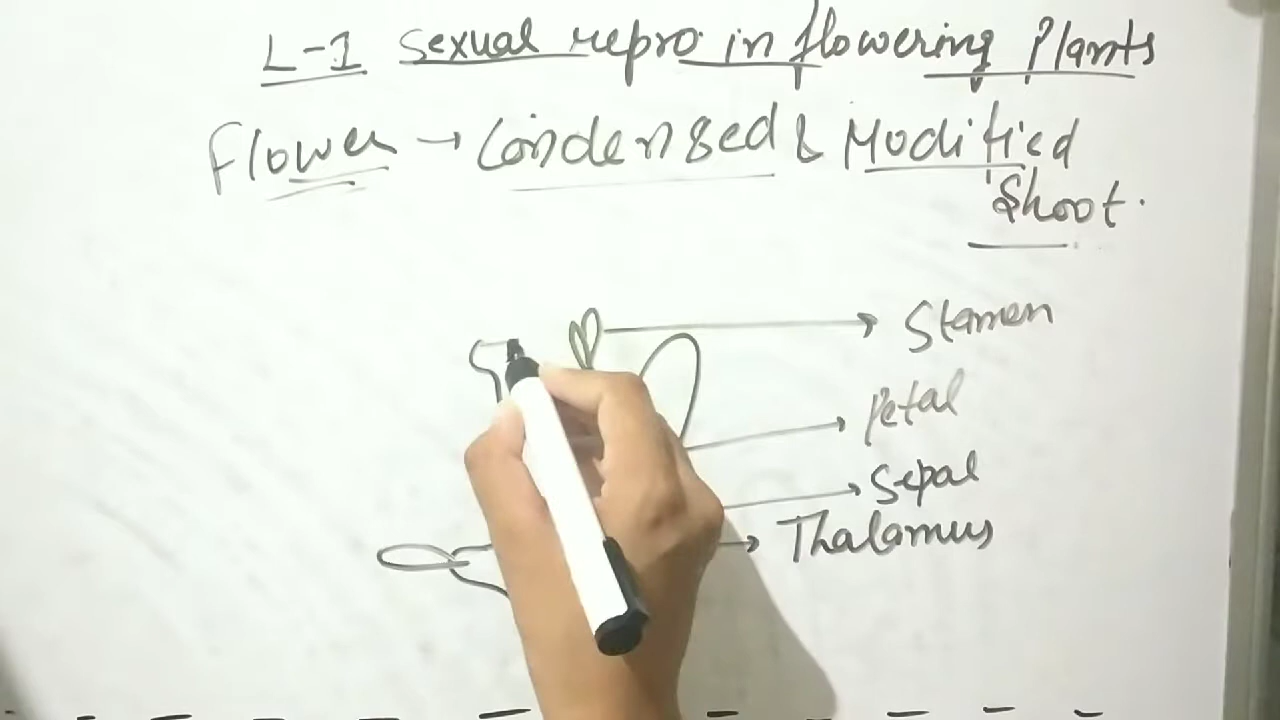 L-1 Sexual repro. in flowering Plants
Flower → Condensed & Modified
Shoot.
Stamen
Petal
Sepal
Thalamus